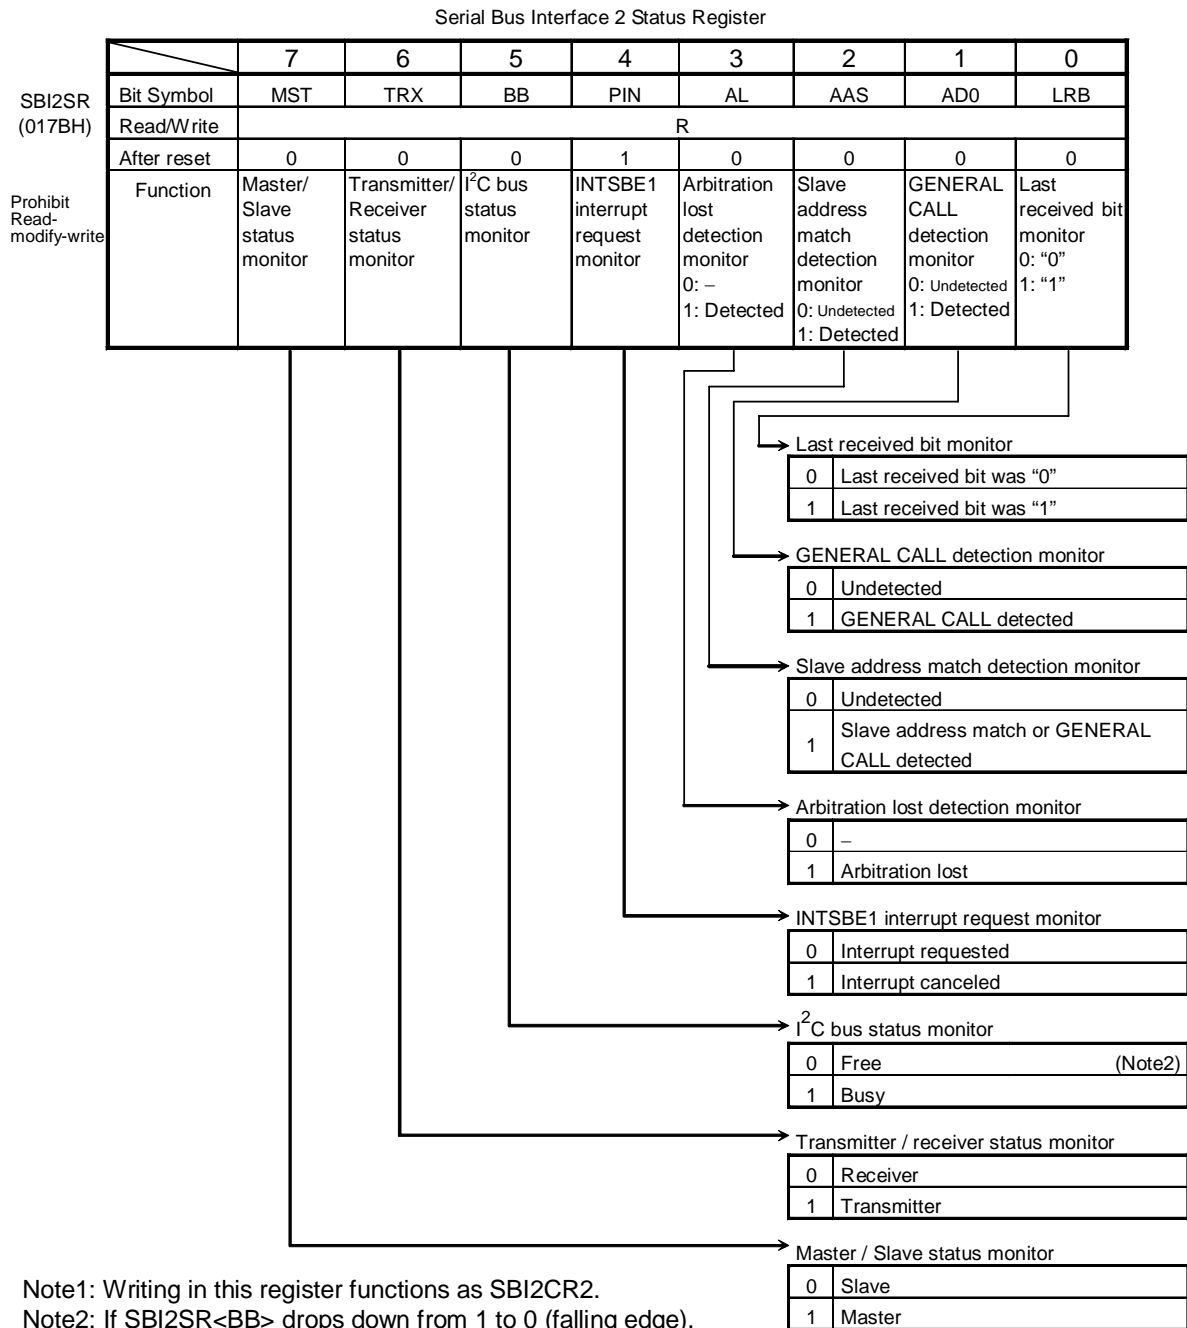 Serial Bus Interface 2 Status Register
7 6 5 4 3 2 1 0
SBI2SR
(017BH)
Bit Symbol MST TRX BB PIN AL AAS AD0 LRB
Read/Write R
After reset 0 0 0 1 0 0 0 0
Prohibit
Read-
modify-write
Function
Master/
Slave
status
monitor
Transmitter/
Receiver
status
monitor
I2C bus
status
monitor
INTSBE1
interrupt
request
monitor
Arbitration
lost
detection
monitor
0: –
1: Detected
Slave
address
match
detection
monitor
0: Undetected
1: Detected
GENERAL
CALL
detection
monitor
0: Undetected
1: Detected
Last
received bit
monitor
0: “0”
1: “1”
Last received bit monitor
0 Last received bit was “0”
1 Last received bit was “1”
GENERAL CALL detection monitor
0 Undetected
1 GENERAL CALL detected
Slave address match detection monitor
0 Undetected
1 Slave address match or GENERAL
CALL detected
Arbitration lost detection monitor
0 –
1 Arbitration lost
INTSBE1 interrupt request monitor
0 Interrupt requested
1 Interrupt canceled
I2C bus status monitor
0 Free (Note2)
1 Busy
Transmitter / receiver status monitor
0 Receiver
1 Transmitter
Master / Slave status monitor
0 Slave
1 Master
Note1: Writing in this register functions as SBI2CR2.
Note2: If SBI2SR<BB> drops down from 1 to 0 (falling edge),